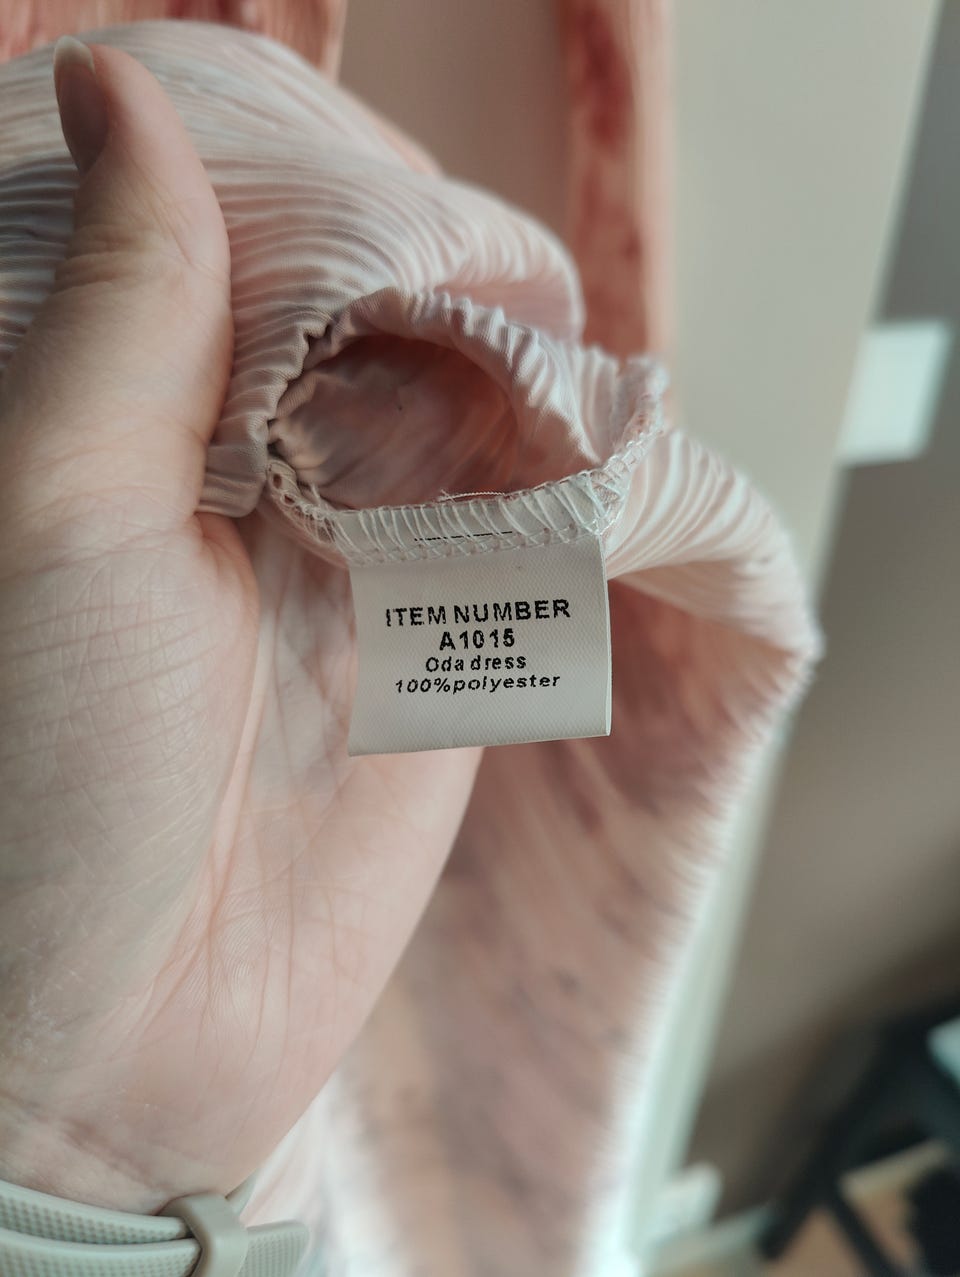 ITEM NUMBER
A1015
Oda dress
100%polyester